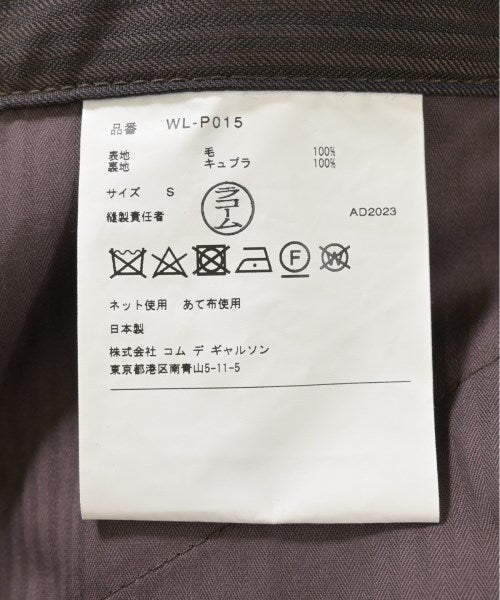 品番 WL-P015
表地 毛 100%
裏地 キュプラ 100%
サイズ S
縫製責任者 ラコーム AD2023
F W
ネット使用 あて布使用
日本製
株式会社 コム デ ギャルソン
東京都港区南青山5-11-5